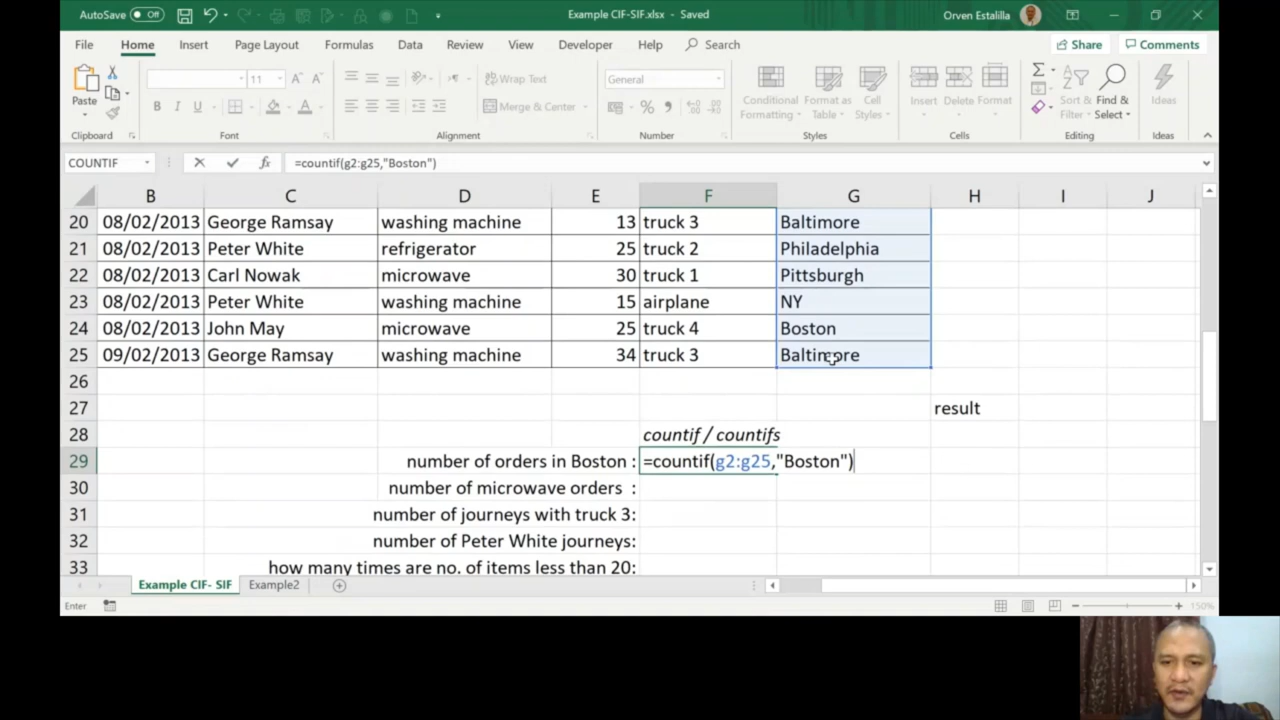 AutoSave Off Example CIF-SIF.xlsx - Saved Orven Estalilla
File Home Insert Page Layout Formulas Data Review View Developer Help Search Share Comments
11 Wrap Text General
Paste Merge & Center Conditional Formatting Format as Table Cell Styles Insert Delete Format Sort & Filter Find & Select Ideas
Clipboard Font Alignment Number Styles Cells Editing Ideas
COUNTIF =countif(g2:g25,"Boston")
B C D E F G H I J
20 08/02/2013 George Ramsay washing machine 13 truck 3 Baltimore
21 08/02/2013 Peter White refrigerator 25 truck 2 Philadelphia
22 08/02/2013 Carl Nowak microwave 30 truck 1 Pittsburgh
23 08/02/2013 Peter White washing machine 15 airplane NY
24 08/02/2013 John May microwave 25 truck 4 Boston
25 09/02/2013 George Ramsay washing machine 34 truck 3 Baltimore
26
27 result
28 countif / countifs
29 number of orders in Boston : =countif(g2:g25,"Boston")
30 number of microwave orders :
31 number of journeys with truck 3:
32 number of Peter White journeys:
33 how many times are no. of items less than 20:
Example CIF- SIF Example2
Enter 150%